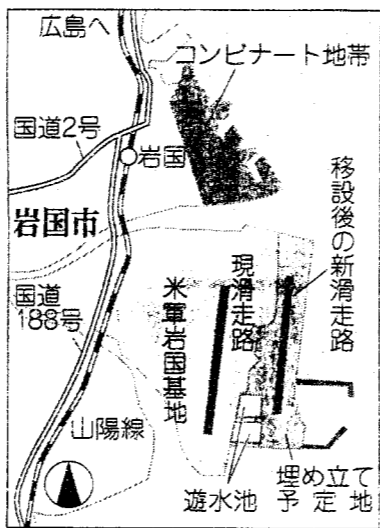 広島へ
コンビナート地帯
国道2号
岩国
岩国市
移設後の新滑走路
現滑走路
米軍岩国基地
国道
188号
山陽線
遊水池
埋め立て
予定地